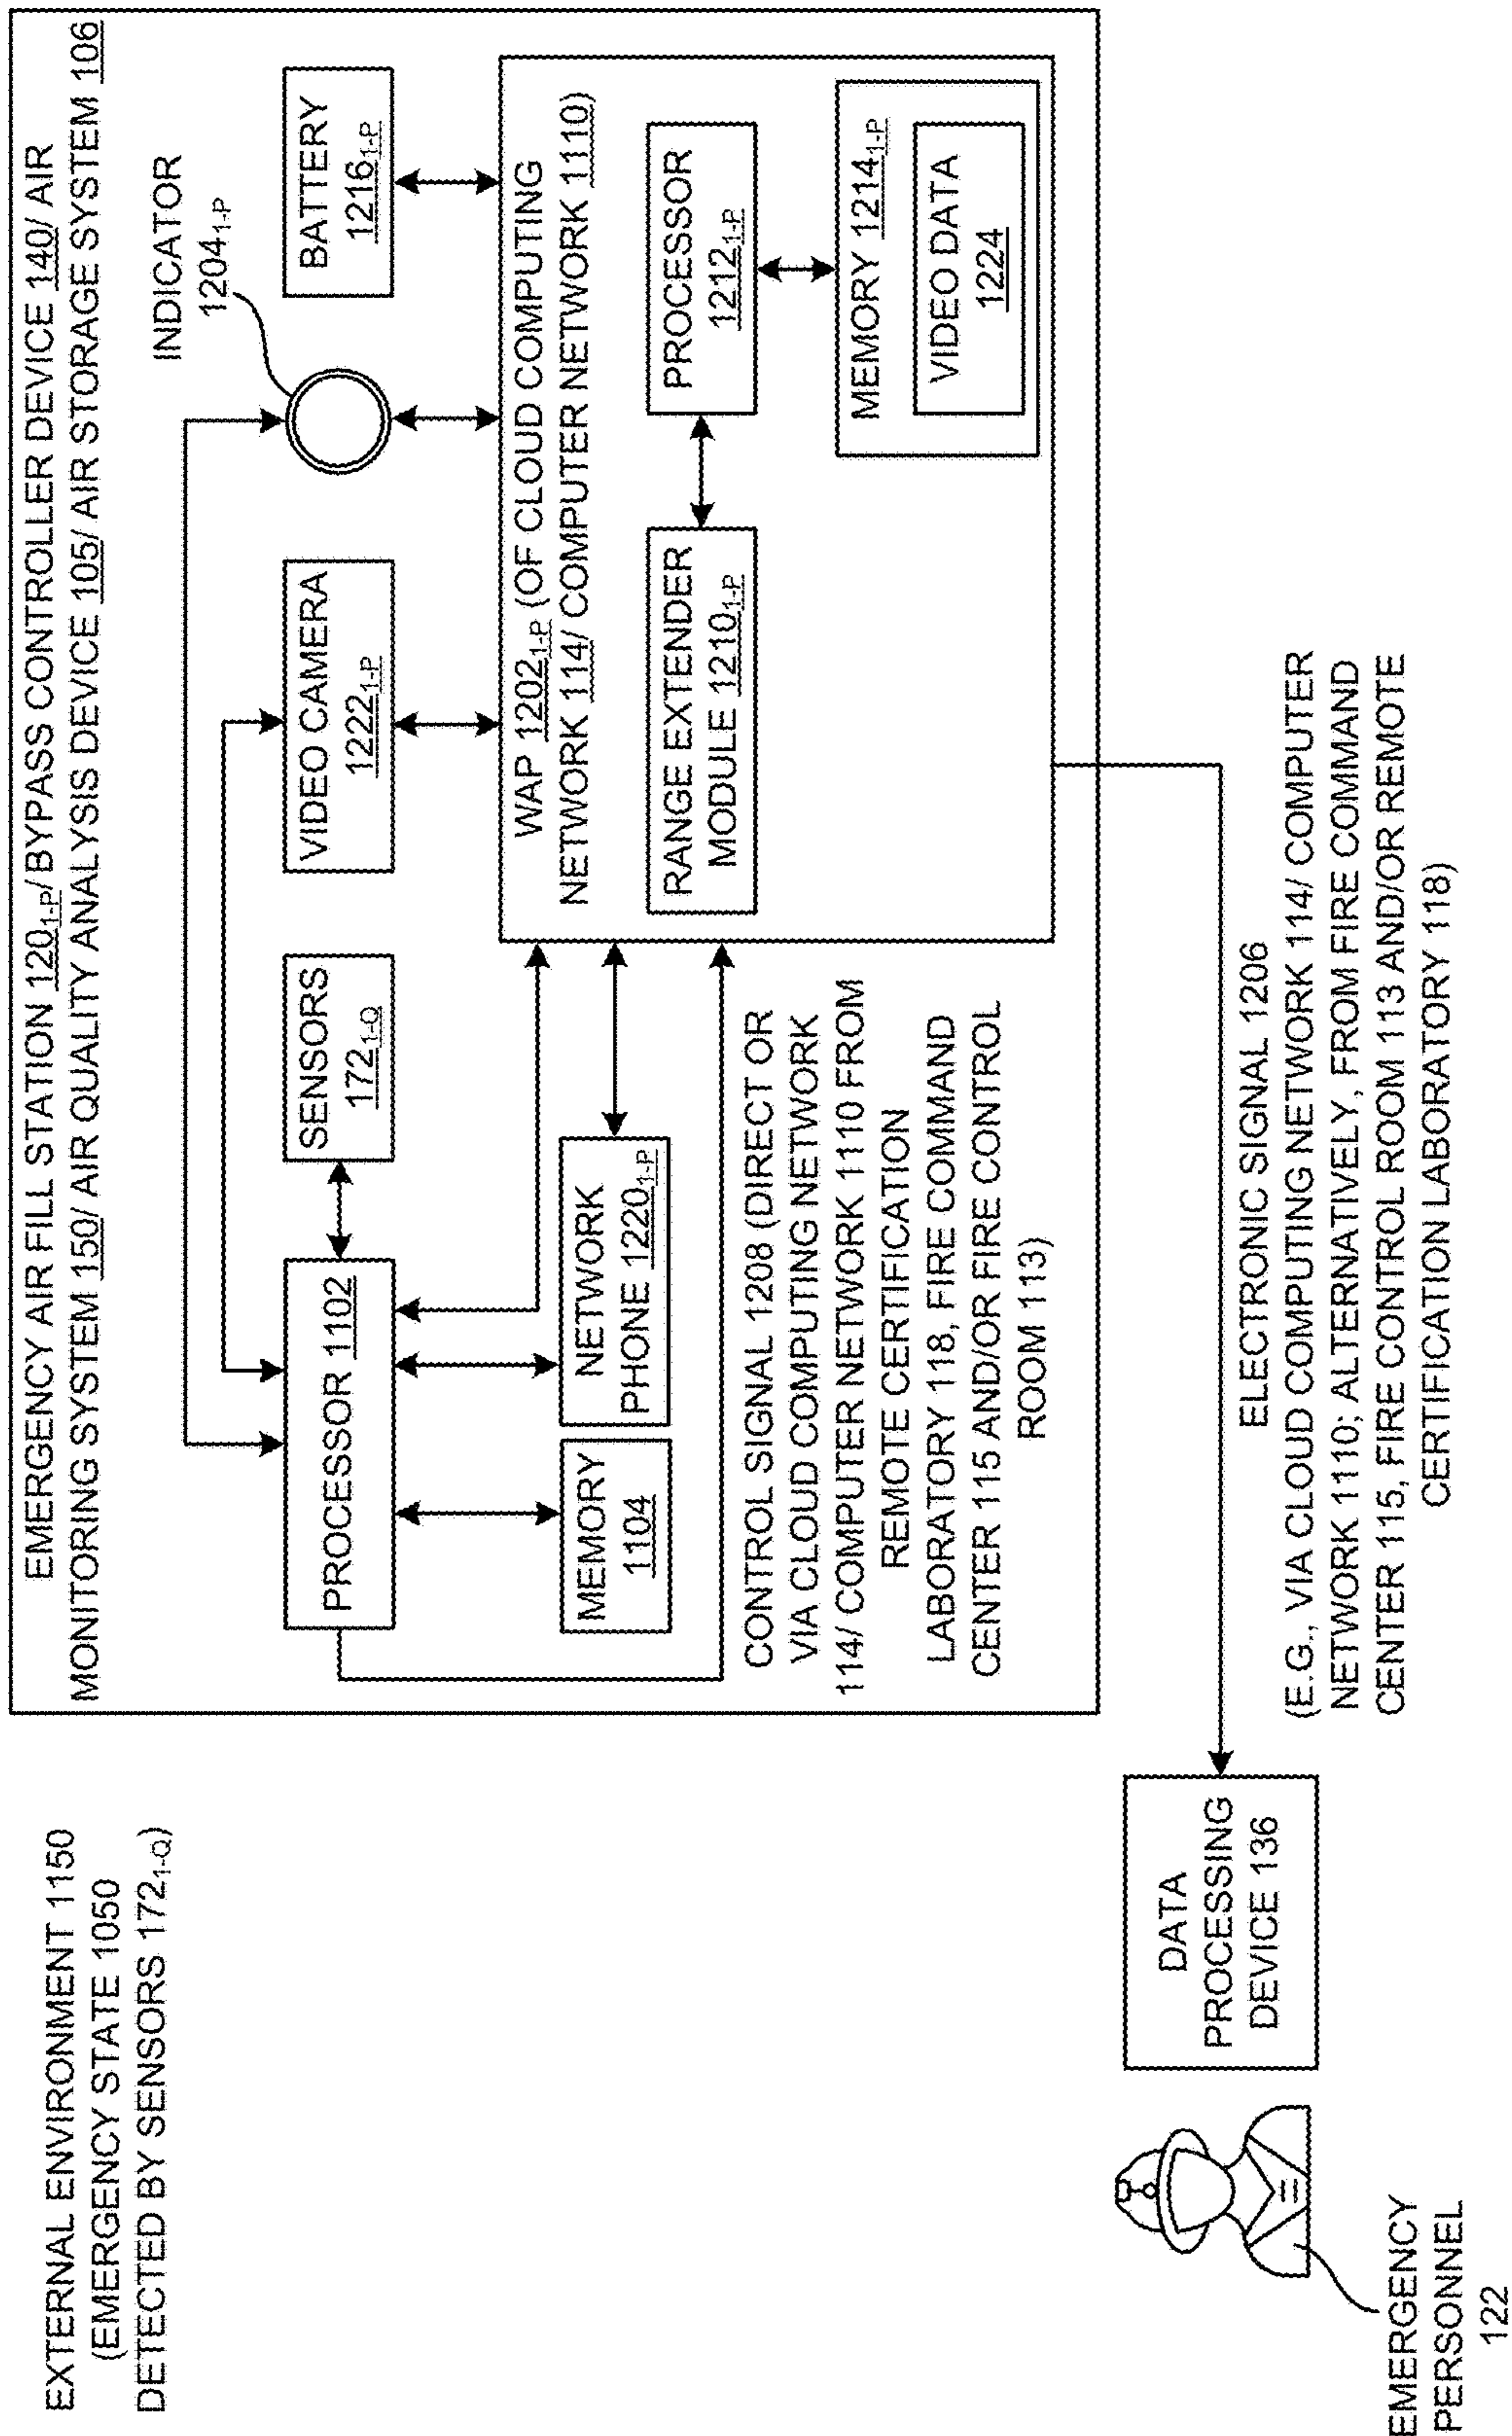 EMERGENCY AIR FILL STATION 120₁₋ₚ/ BYPASS CONTROLLER DEVICE 140/ AIR
MONITORING SYSTEM 150/ AIR QUALITY ANALYSIS DEVICE 105/ AIR STORAGE SYSTEM 106
EXTERNAL ENVIRONMENT 1150
(EMERGENCY STATE 1050
DETECTED BY SENSORS 172₁₋Q)
PROCESSOR 1102
SENSORS
172₁₋Q
VIDEO CAMERA
1222₁₋ₚ
INDICATOR
1204₁₋ₚ
BATTERY
1216₁₋ₚ
MEMORY
1104
NETWORK
PHONE 1220₁₋ₚ
WAP 1202₁₋ₚ (OF CLOUD COMPUTING
NETWORK 114/ COMPUTER NETWORK 1110)
RANGE EXTENDER
MODULE 1210₁₋ₚ
PROCESSOR
1212₁₋ₚ
MEMORY 1214₁₋ₚ
VIDEO DATA
1224
CONTROL SIGNAL 1208 (DIRECT OR
VIA CLOUD COMPUTING NETWORK
114/ COMPUTER NETWORK 1110 FROM
REMOTE CERTIFICATION
LABORATORY 118, FIRE COMMAND
CENTER 115 AND/OR FIRE CONTROL
ROOM 113)
DATA
PROCESSING
DEVICE 136
ELECTRONIC SIGNAL 1206
(E.G., VIA CLOUD COMPUTING NETWORK 114/ COMPUTER
NETWORK 1110; ALTERNATIVELY, FROM FIRE COMMAND
CENTER 115, FIRE CONTROL ROOM 113 AND/OR REMOTE
CERTIFICATION LABORATORY 118)
EMERGENCY
PERSONNEL
122